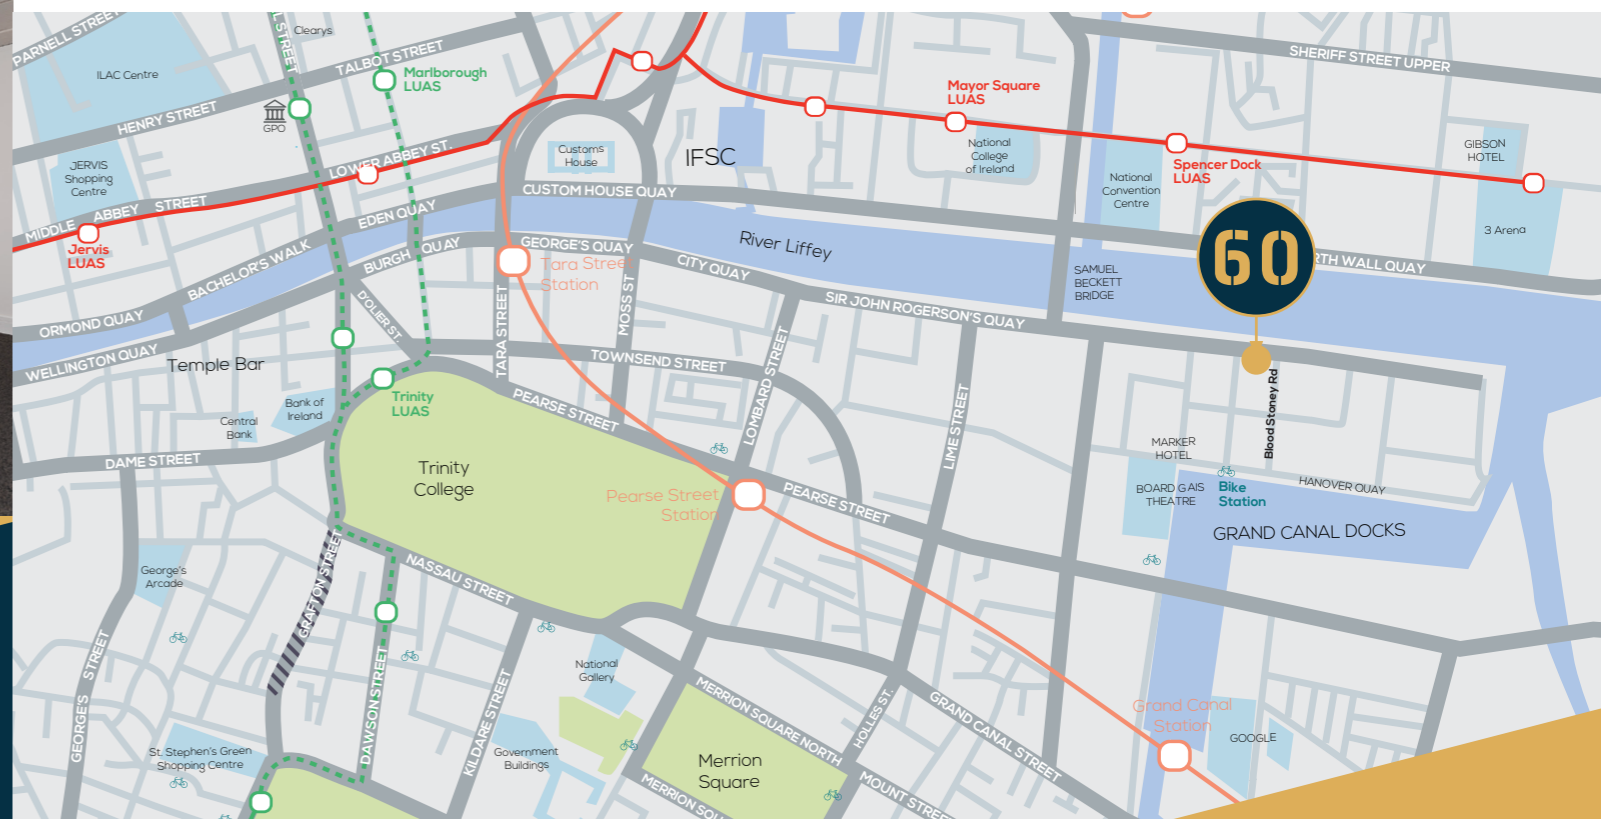 PARNELL STREET
L STREET
Clearys
TALBOT STREET
ILAC Centre
Marlborough
LUAS
HENRY STREET
GPO
JERVIS
Shopping
Centre
LOWER ABBEY ST.
MIDDLE ABBEY STREET
Jervis
LUAS
Customs
House
IFSC
Mayor Square
LUAS
National
College
of Ireland
SHERIFF STREET UPPER
Spencer Dock
LUAS
National
Convention
Centre
GIBSON
HOTEL
3 Arena
CUSTOM HOUSE QUAY
EDEN QUAY
BACHELOR'S WALK
BURGH QUAY
GEORGE'S QUAY
River Liffey
CITY QUAY
60
RTH WALL QUAY
SAMUEL
BECKETT
BRIDGE
Tara Stree
Station
ORMOND QUAY
WELLINGTON QUAY
D'OLIER ST.
TARA STREET
MOSS ST
SIR JOHN ROGERSON'S QUAY
Temple Bar
TOWNSEND STREET
LOMBARD STREET
LIME STREET
Blood Stoney Rd
Trinity
LUAS
Bank of
Ireland
Central
Bank
PEARSE STREET
DAME STREET
Trinity
College
MARKER
HOTEL
BOARD GAIS
THEATRE
Bike
Station
HANOVER QUAY
Pearse Street
Station
PEARSE STREET
GRAND CANAL DOCKS
George's
Arcade
GRAFTON STREET
NASSAU STREET
GEORGE'S STREET
DAWSON STREET
KILDARE STREET
National
Gallery
MERRION SQUARE NORTH
HOLLES ST.
GRAND CANAL STREET
Grand Canal
Station
GOOGLE
St. Stephen's Green
Shopping Centre
Government
Buildings
Merrion
Square
MERRION SQU
MOUNT STREE